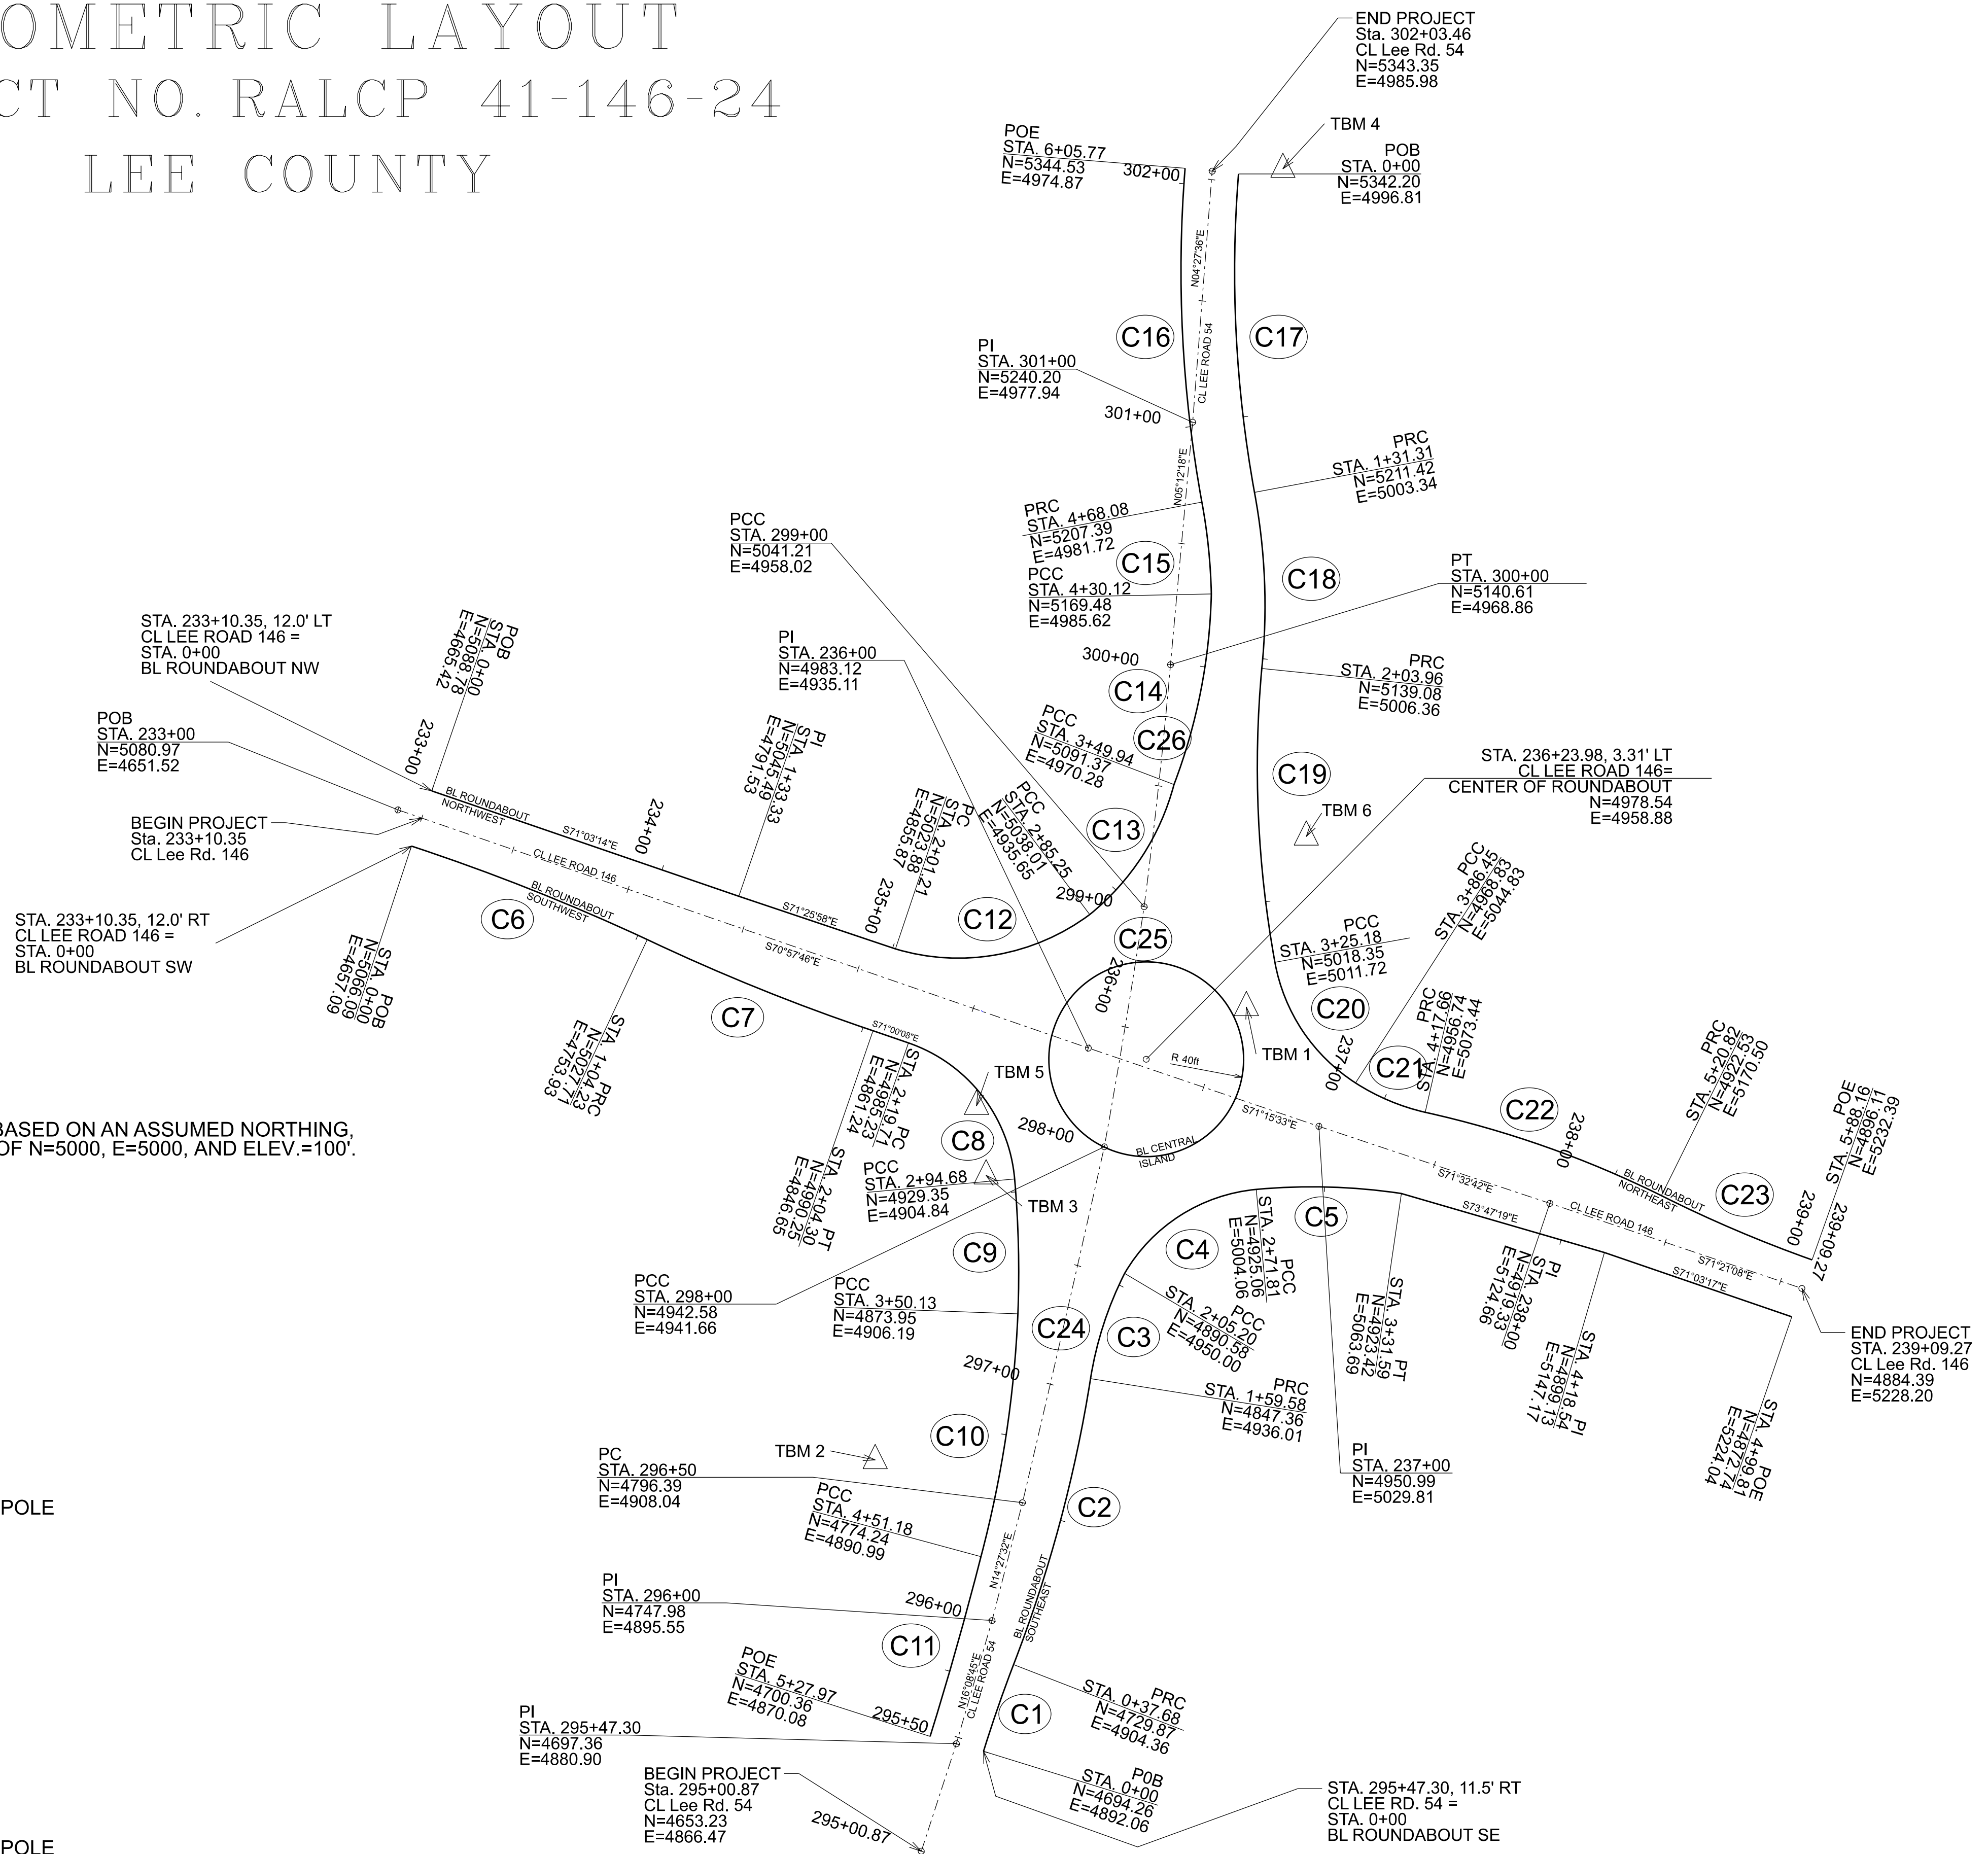 OMETRIC LAYOUT
CT NO. RALCP 41-146-24
LEE COUNTY
END PROJECT
Sta. 302+03.46
CL Lee Rd. 54
N=5343.35
E=4985.98
TBM 4
POE
STA. 6+05.77
N=5344.53
E=4974.87
302+00
POB
STA. 0+00
N=5342.20
E=4996.81
N04°27'36"E
CL LEE ROAD 54
C16
C17
PI
STA. 301+00
N=5240.20
E=4977.94
301+00
N05°12'18"E
PRC
STA. 1+31.31
N=5211.42
E=5003.34
PRC
STA. 4+68.08
N=5207.39
E=4981.72
C15
C18
PCC
STA. 299+00
N=5041.21
E=4958.02
PCC
STA. 4+30.12
N=5169.48
E=4985.62
PT
STA. 300+00
N=5140.61
E=4968.86
STA. 233+10.35, 12.0' LT
CL LEE ROAD 146 =
STA. 0+00
BL ROUNDABOUT NW
POB
STA. 0+00
N=5088.78
E=4665.42
PI
STA. 236+00
N=4983.12
E=4935.11
300+00
C14
PRC
STA. 2+03.96
N=5139.08
E=5006.36
POB
STA. 233+00
N=5080.97
E=4651.52
233+00
PI
STA. 1+33.33
N=5045.49
E=4791.53
PCC
STA. 3+49.94
N=5091.37
E=4970.28
C26
C19
STA. 236+23.98, 3.31' LT
CL LEE ROAD 146=
CENTER OF ROUNDABOUT
N=4978.54
E=4958.88
BEGIN PROJECT
Sta. 233+10.35
CL Lee Rd. 146
BL ROUNDABOUT
NORTHWEST
S71°03'14"E
234+00
PC
STA. 2+01.21
N=5023.88
E=4855.87
PCC
STA. 2+85.25
N=5038.01
E=4935.65
C13
TBM 6
CL LEE ROAD 146
299+00
STA. 233+10.35, 12.0' RT
CL LEE ROAD 146 =
STA. 0+00
BL ROUNDABOUT SW
C6
BL ROUNDABOUT
SOUTHWEST
S71°25'58"E
235+00
C12
C25
S70°57'46"E
PCC
STA. 3+25.18
N=5018.35
E=5011.72
PCC
STA. 3+86.45
N=4968.83
E=5044.83
POB
STA. 0+00
N=5066.09
E=4657.09
236+00
C7
C20
PRC
STA. 4+17.66
N=4956.74
E=5073.44
PRC
STA. 1+04.23
N=5027.71
E=4753.93
S71°00'08"E
R 40ft
TBM 1
237+00
C21
PRC
STA. 5+20.82
N=4922.53
E=5170.50
PC
STA. 2+19.71
N=4985.23
E=4861.24
TBM 5
S71°15'33"E
C22
238+00
POE
STA. 5+88.16
N=4896.11
E=5232.39
BASED ON AN ASSUMED NORTHING,
OF N=5000, E=5000, AND ELEV.=100'.
C8
298+00
BL CENTRAL
ISLAND
PT
STA. 2+04.30
N=4990.25
E=4846.65
PCC
STA. 2+94.68
N=4929.35
E=4904.84
TBM 3
BL ROUNDABOUT
NORTHEAST
C23
239+00
239+09.27
S71°32'42"E
CL LEE ROAD 146
S73°47'19"E
C5
C4
C9
PCC
STA. 2+71.81
N=4925.06
E=5004.06
S71°21'08"E
S71°03'17"E
PCC
STA. 298+00
N=4942.58
E=4941.66
PCC
STA. 3+50.13
N=4873.95
E=4906.19
C24
C3
PCC
STA. 2+05.20
N=4890.58
E=4950.00
PT
STA. 3+31.59
N=4923.42
E=5063.69
PI
STA. 238+00
N=4919.33
E=5124.66
PI
STA. 4+18.54
N=4899.13
E=5147.17
END PROJECT
STA. 239+09.27
CL Lee Rd. 146
N=4884.39
E=5228.20
297+00
PRC
STA. 1+59.58
N=4847.36
E=4936.01
POE
STA. 4+99.81
N=4872.74
E=5224.04
C10
TBM 2
PI
STA. 237+00
N=4950.99
E=5029.81
PC
STA. 296+50
N=4796.39
E=4908.04
C2
PCC
STA. 4+51.18
N=4774.24
E=4890.99
POLE
N14°27'32"E
BL ROUNDABOUT
SOUTHEAST
PI
STA. 296+00
N=4747.98
E=4895.55
296+00
C11
POE
STA. 5+27.97
N=4700.36
E=4870.08
N16°08'45"E
CL LEE ROAD 54
295+50
C1
PRC
STA. 0+37.68
N=4729.87
E=4904.36
PI
STA. 295+47.30
N=4697.36
E=4880.90
BEGIN PROJECT
Sta. 295+00.87
CL Lee Rd. 54
N=4653.23
E=4866.47
295+00.87
P0B
STA. 0+00
N=4694.26
E=4892.06
STA. 295+47.30, 11.5' RT
CL LEE RD. 54 =
STA. 0+00
BL ROUNDABOUT SE
POLE